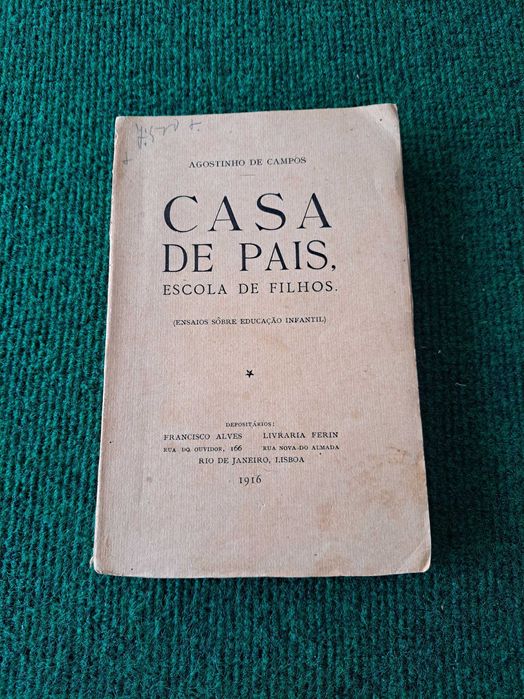 AGOSTINHO DE CAMPOS
CASA
DE PAIS,
ESCOLA DE FILHOS.
(ENSAIOS SÔBRE EDUCAÇÃO INFANTIL)
DEPOSITÁRIOS:
FRANCISCO ALVES LIVRARIA FERIN
RUA DO OUVIDOR, 166 RUA NOVA DO ALMADA
RIO DE JANEIRO, LISBOA
1916